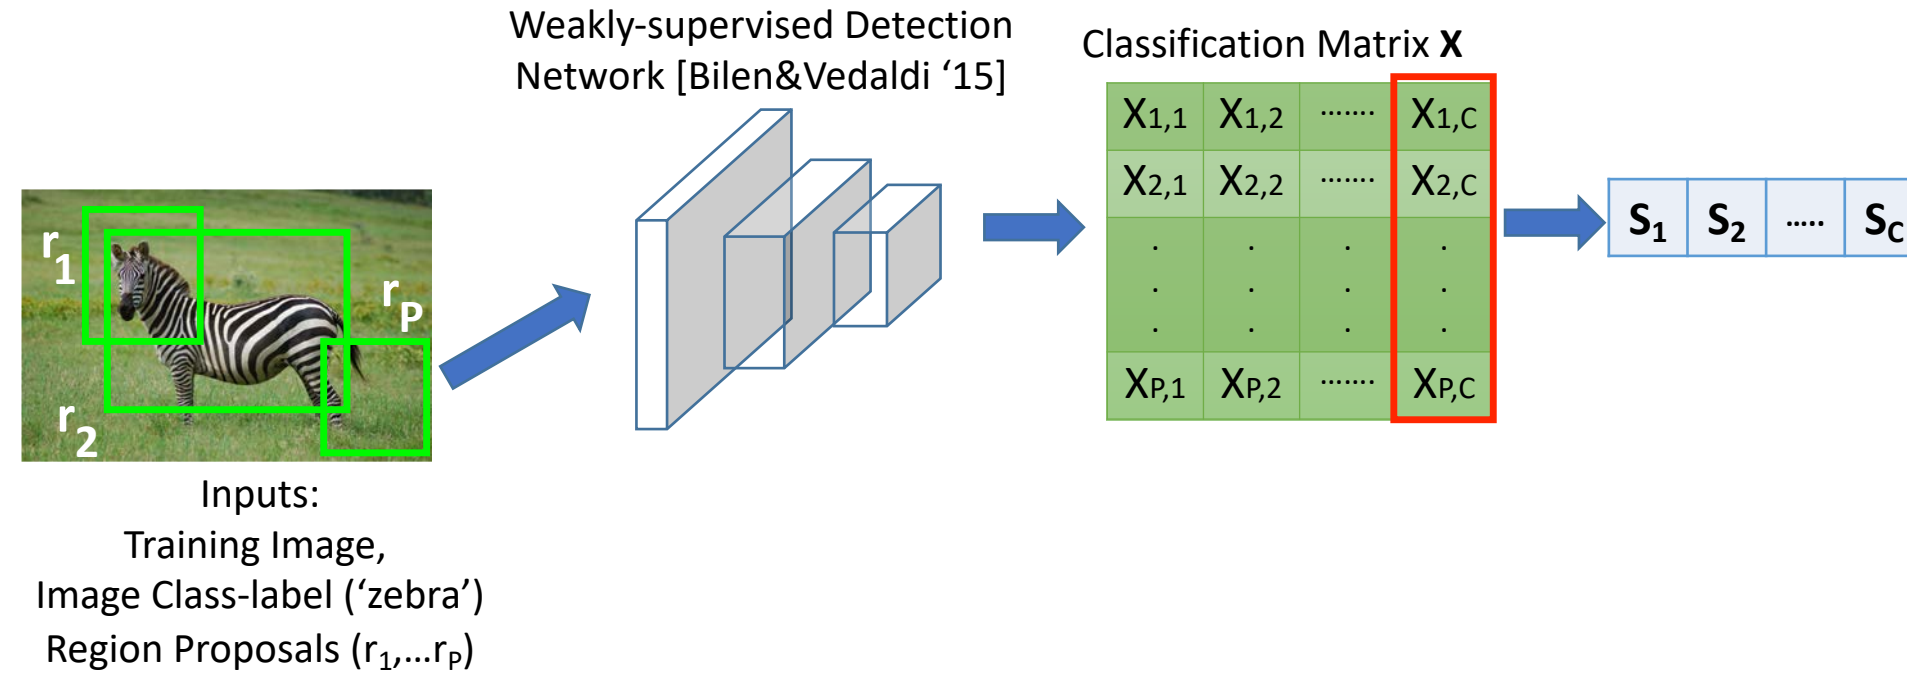 Weakly-supervised Detection
Network [Bilen&Vedaldi ‘15]
Classification Matrix X
X1,1 X1,2 ....... X1,C
X2,1 X2,2 ....... X2,C
. . . .
. . . .
. . . .
XP,1 XP,2 ....... XP,C
S1 S2 ..... SC
r1
rP
r2
Inputs:
Training Image,
Image Class-label (‘zebra’)
Region Proposals (r1,…rP)